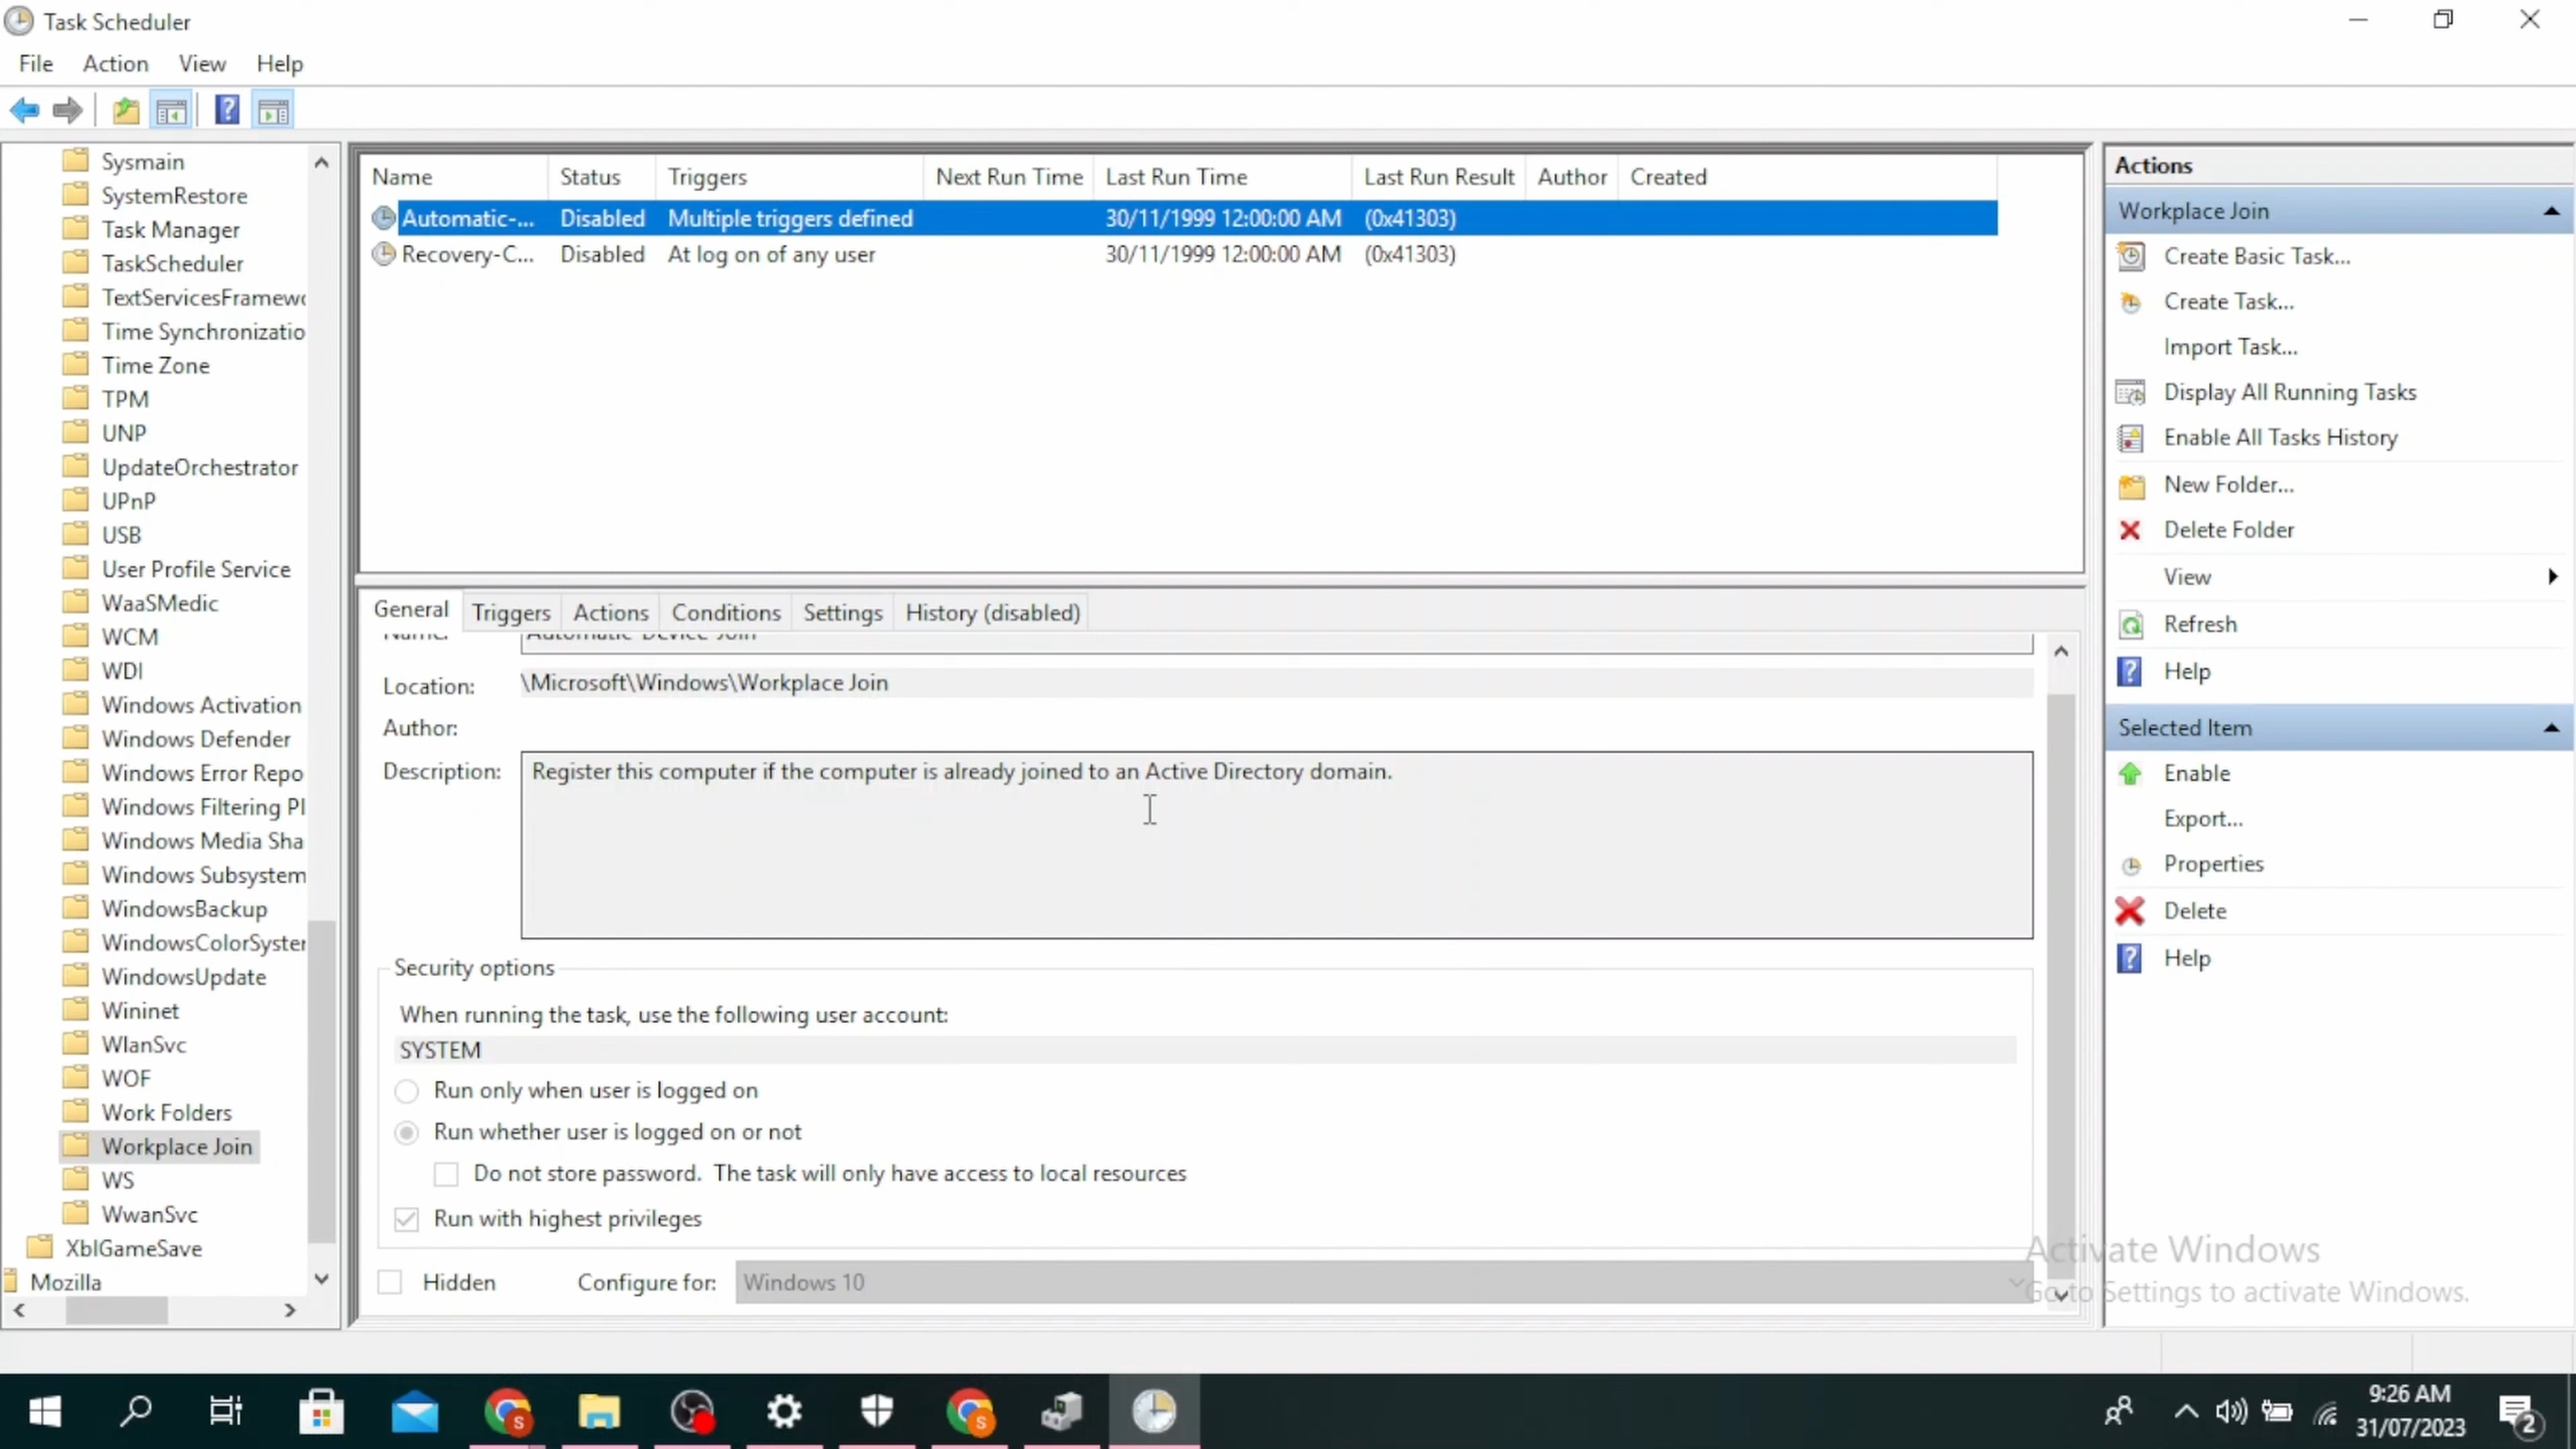 Task Scheduler
File Action View Help
Sysmain
SystemRestore
Task Manager
TaskScheduler
TextServicesFramewo
Time Synchronizatio
Time Zone
TPM
UNP
UpdateOrchestrator
UPnP
USB
User Profile Service
WaaSMedic
WCM
WDI
Windows Activation
Windows Defender
Windows Error Repo
Windows Filtering Pl
Windows Media Sha
Windows Subsystem
WindowsBackup
WindowsColorSyster
WindowsUpdate
Wininet
WlanSvc
WOF
Work Folders
Workplace Join
WS
WwanSvc
XblGameSave
Mozilla
Name Status Triggers Next Run Time Last Run Time Last Run Result Author Created
Automatic-... Disabled Multiple triggers defined 30/11/1999 12:00:00 AM (0x41303)
Recovery-C... Disabled At log on of any user 30/11/1999 12:00:00 AM (0x41303)
General Triggers Actions Conditions Settings History (disabled)
Name: Automatic-Device-Join
Location: \Microsoft\Windows\Workplace Join
Author:
Description: Register this computer if the computer is already joined to an Active Directory domain.
Security options
When running the task, use the following user account:
SYSTEM
Run only when user is logged on
Run whether user is logged on or not
Do not store password. The task will only have access to local resources
Run with highest privileges
Hidden Configure for: Windows 10
Actions
Workplace Join
Create Basic Task...
Create Task...
Import Task...
Display All Running Tasks
Enable All Tasks History
New Folder...
Delete Folder
View
Refresh
Help
Selected Item
Enable
Export...
Properties
Delete
Help
Activate Windows
Go to Settings to activate Windows.
S
S
9:26 AM
31/07/2023
2